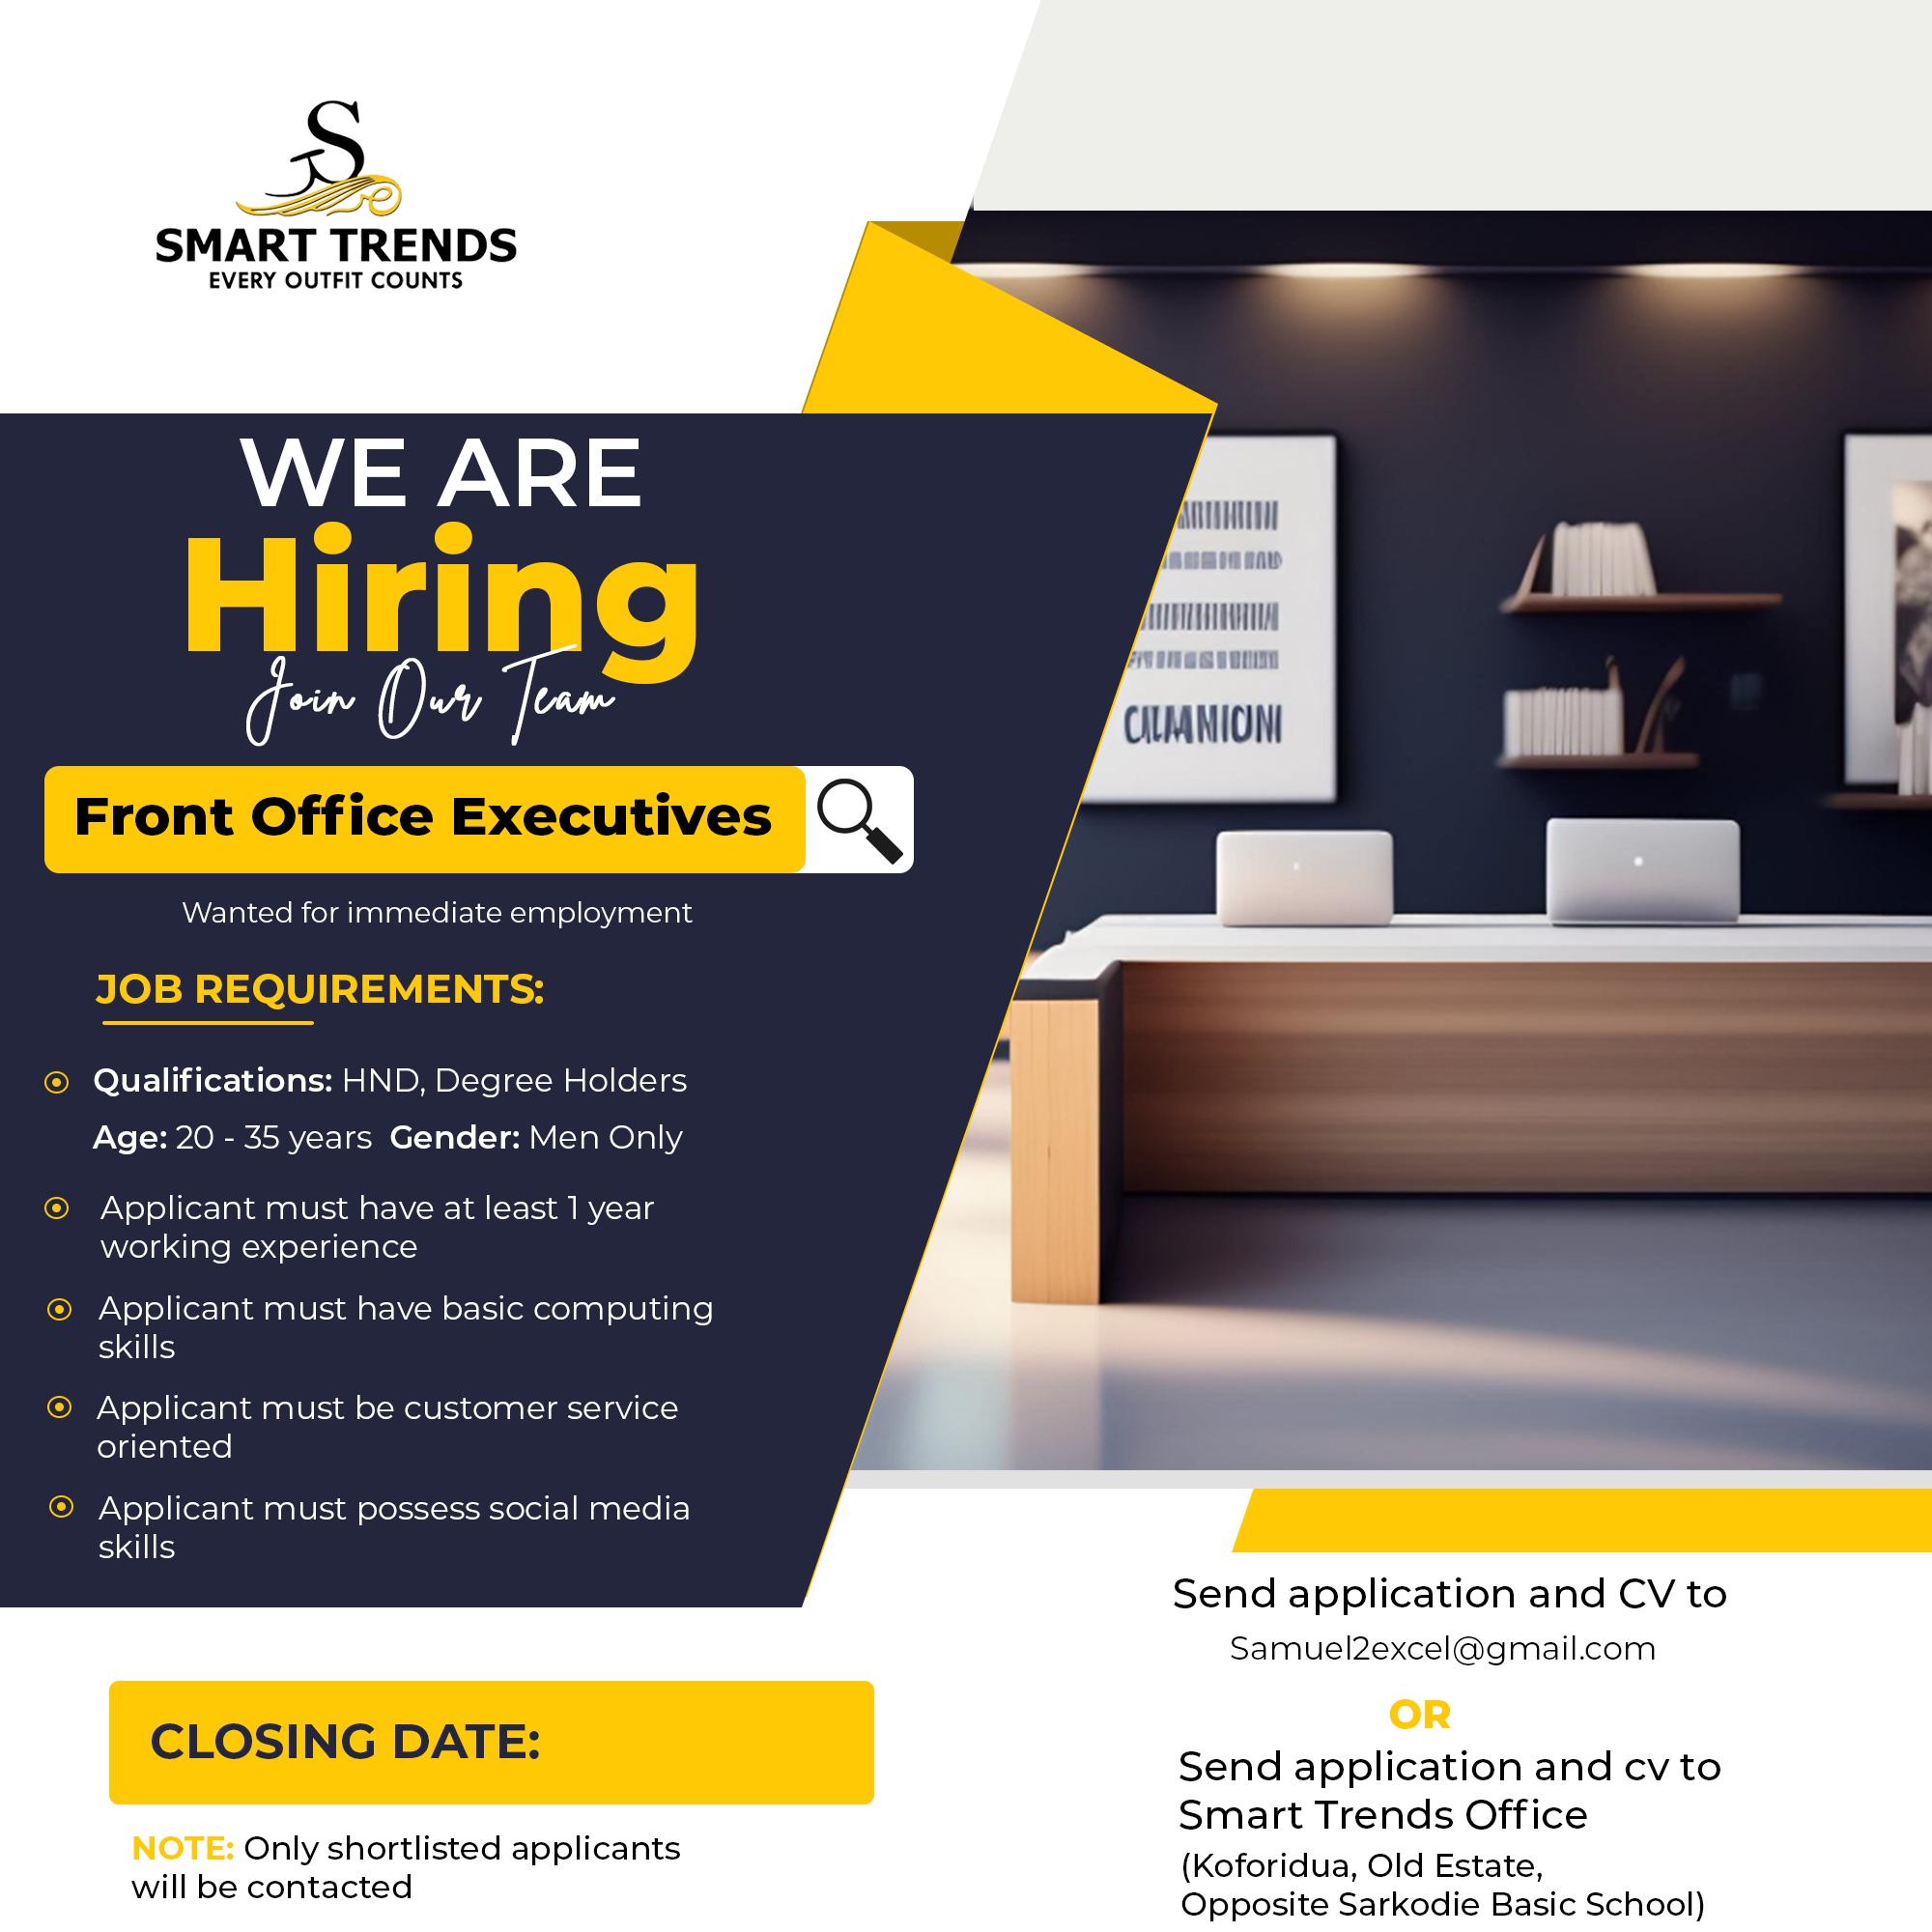 S
SMART TRENDS
EVERY OUTFIT COUNTS
WE ARE
Hiring
Join Our Team
Front Office Executives
Wanted for immediate employment
JOB REQUIREMENTS:
Qualifications: HND, Degree Holders
Age: 20 - 35 years Gender: Men Only
Applicant must have at least 1 year
working experience
Applicant must have basic computing
skills
Applicant must be customer service
oriented
Applicant must possess social media
skills
CLOSING DATE:
NOTE: Only shortlisted applicants
will be contacted
Send application and CV to
Samuel2excel@gmail.com
OR
Send application and cv to
Smart Trends Office
(Koforidua, Old Estate,
Opposite Sarkodie Basic School)